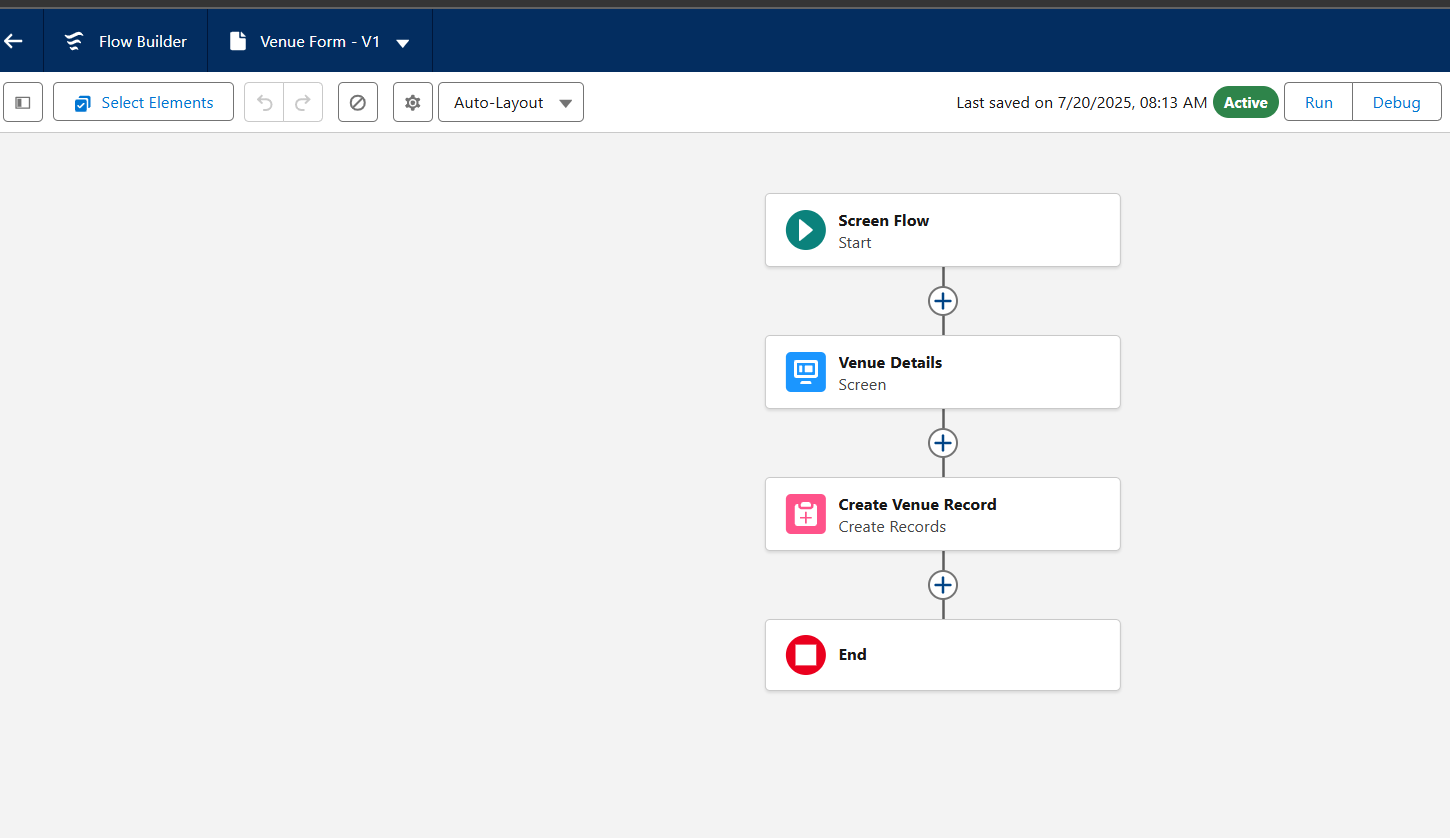 Flow Builder
Venue Form - V1
Select Elements
Auto-Layout
Last saved on 7/20/2025, 08:13 AM
Active
Run
Debug
Screen Flow
Start
Venue Details
Screen
Create Venue Record
Create Records
End